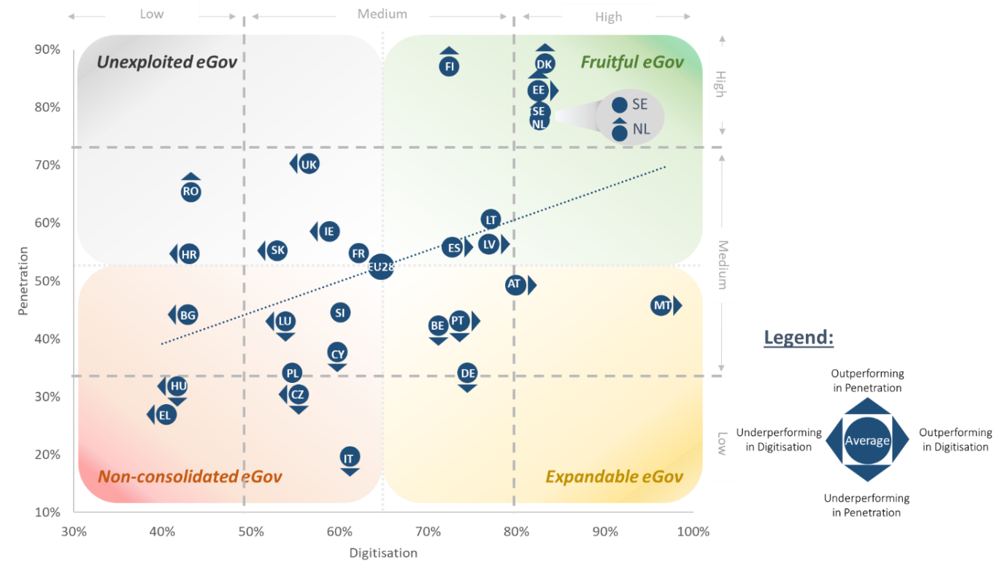 Low
Medium
High
90%
80%
70%
60%
50%
40%
30%
20%
10%
Penetration
Unexploited eGov
Fruitful eGov
Non-consolidated eGov
Expandable eGov
FI
DK
EE
SE
NL
SE
NL
UK
RO
LT
IE
LV
ES
SK
FR
HR
EU28
AT
MT
SI
BG
LU
PT
BE
CY
PL
DE
HU
CZ
EL
IT
High
Medium
Low
30%
40%
50%
60%
70%
80%
90%
100%
Digitisation
Legend:
Outperforming
in Penetration
Underperforming
in Digitisation
Average
Outperforming
in Digitisation
Underperforming
in Penetration